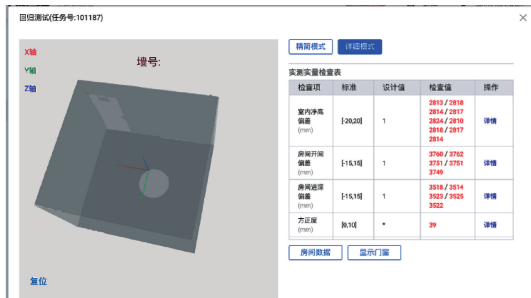 回归测试(任务号:101187)
×
X轴
Y轴
Z轴
墙号:
复位
精简模式
详细模式
实测实量检查表
检查项 标准 设计值 检查值 操作
室内净高偏差(mm) [-20,20] 1 2813 / 2818 2814 / 2817 2824 / 2810 2818 / 2817 2814 详情
房间开间偏差(mm) [-15,15] 1 3760 / 3762 3751 / 3751 3749 详情
房间进深偏差(mm) [-15,15] 1 3518 / 3514 3523 / 3525 3522 详情
方正度(mm) [0,10] * 39 详情
房间数据
显示门窗